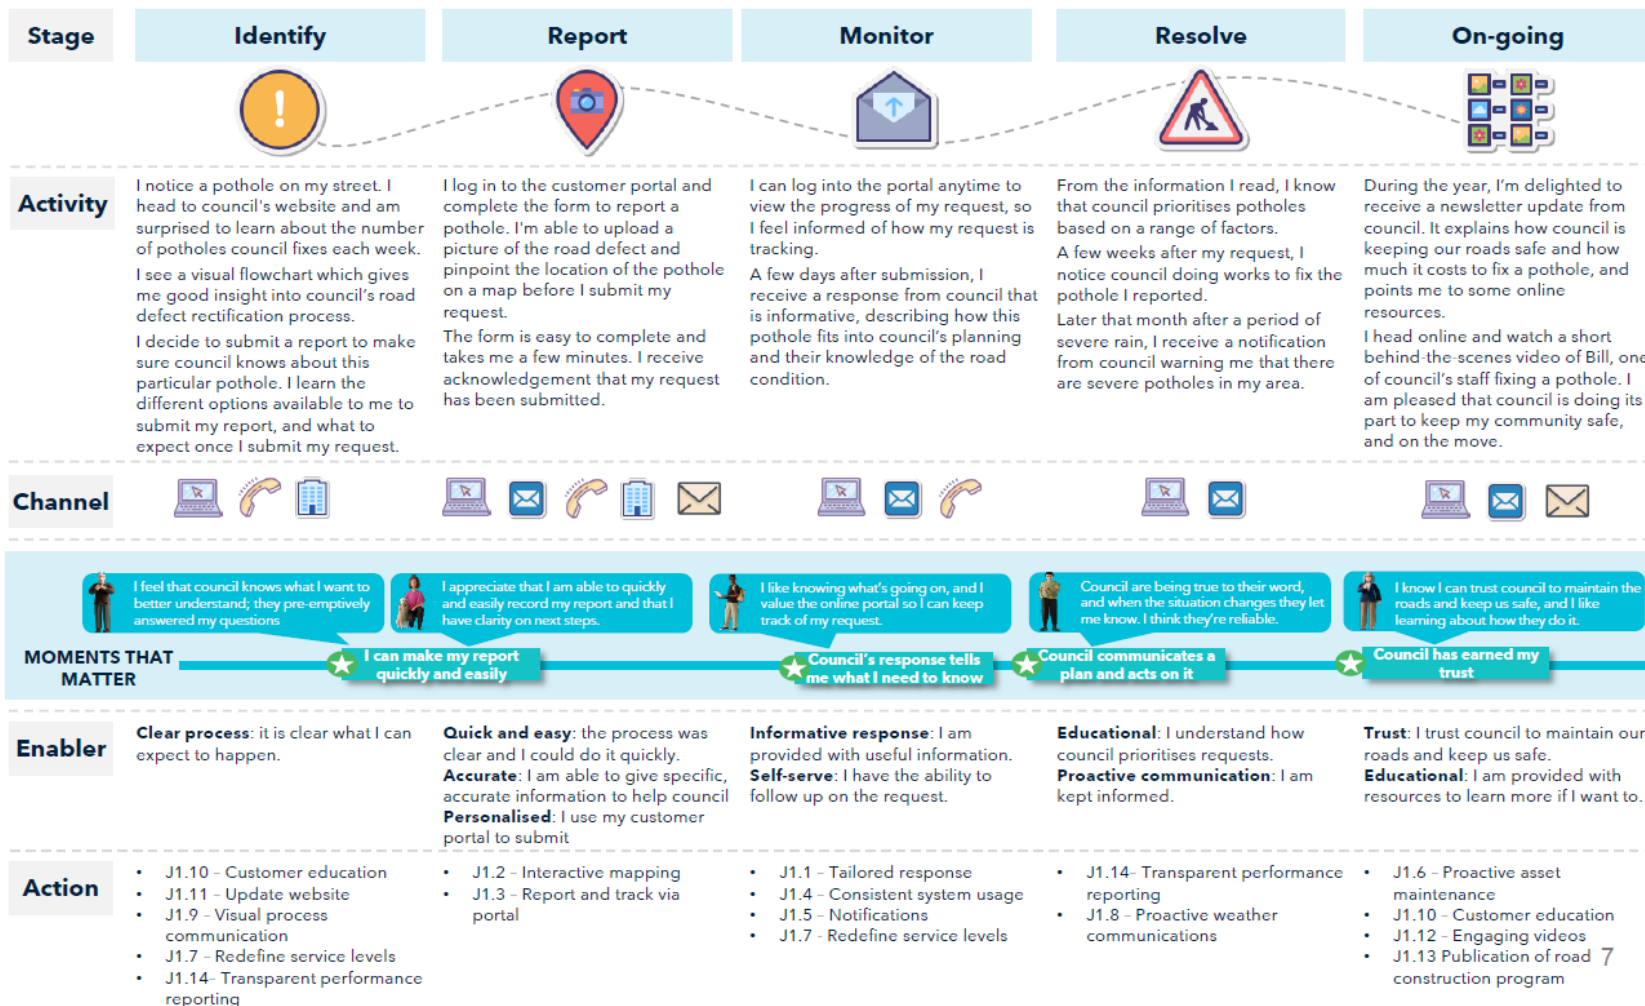 Stage
Identify
Report
Monitor
Resolve
On-going
Activity
I notice a pothole on my street. I
head to council's website and am
surprised to learn about the number
of potholes council fixes each week.
I see a visual flowchart which gives
me good insight into council's road
defect rectification process.
I decide to submit a report to make
sure council knows about this
particular pothole. I learn the
different options available to me to
submit my report, and what to
expect once I submit my request.
I log in to the customer portal and
complete the form to report a
pothole. I'm able to upload a
picture of the road defect and
pinpoint the location of the pothole
on a map before I submit my
request.
The form is easy to complete and
takes me a few minutes. I receive
acknowledgement that my request
has been submitted.
I can log into the portal anytime to
view the progress of my request, so
I feel informed of how my request is
tracking.
A few days after submission, I
receive a response from council that
is informative, describing how this
pothole fits into council's planning
and their knowledge of the road
condition.
From the information I read, I know
that council prioritises potholes
based on a range of factors.
A few weeks after my request, I
notice council doing works to fix the
pothole I reported.
Later that month after a period of
severe rain, I receive a notification
from council warning me that there
are severe potholes in my area.
During the year, I'm delighted to
receive a newsletter update from
council. It explains how council is
keeping our roads safe and how
much it costs to fix a pothole, and
points me to some online
resources.
I head online and watch a short
behind-the-scenes video of Bill, one
of council's staff fixing a pothole. I
am pleased that council is doing its
part to keep my community safe,
and on the move.
Channel
I feel that council knows what I want to
better understand; they pre-emptively
answered my questions
I appreciate that I am able to quickly
and easily record my report and that I
have clarity on next steps.
I like knowing what's going on, and I
value the online portal so I can keep
track of my request.
Council are being true to their word,
and when the situation changes they let
me know. I think they're reliable.
I know I can trust council to maintain the
roads and keep us safe, and I like
learning about how they do it.
MOMENTS THAT
MATTER
I can make my report
quickly and easily
Council's response tells
me what I need to know
Council communicates a
plan and acts on it
Council has earned my
trust
Enabler
Clear process: it is clear what I can
expect to happen.
Quick and easy: the process was
clear and I could do it quickly.
Accurate: I am able to give specific,
accurate information to help council
Personalised: I use my customer
portal to submit
Informative response: I am
provided with useful information.
Self-serve: I have the ability to
follow up on the request.
Educational: I understand how
council prioritises requests.
Proactive communication: I am
kept informed.
Trust: I trust council to maintain our
roads and keep us safe.
Educational: I am provided with
resources to learn more if I want to.
Action
• J1.10 - Customer education
• J1.11 - Update website
• J1.9 - Visual process
communication
• J1.7 - Redefine service levels
• J1.14- Transparent performance
reporting
• J1.2 - Interactive mapping
• J1.3 - Report and track via
portal
• J1.1 - Tailored response
• J1.4 - Consistent system usage
• J1.5 - Notifications
• J1.7 - Redefine service levels
• J1.14- Transparent performance
reporting
• J1.8 - Proactive weather
communications
• J1.6 - Proactive asset
maintenance
• J1.10 - Customer education
• J1.12 - Engaging videos
• J1.13 Publication of road
construction program
7